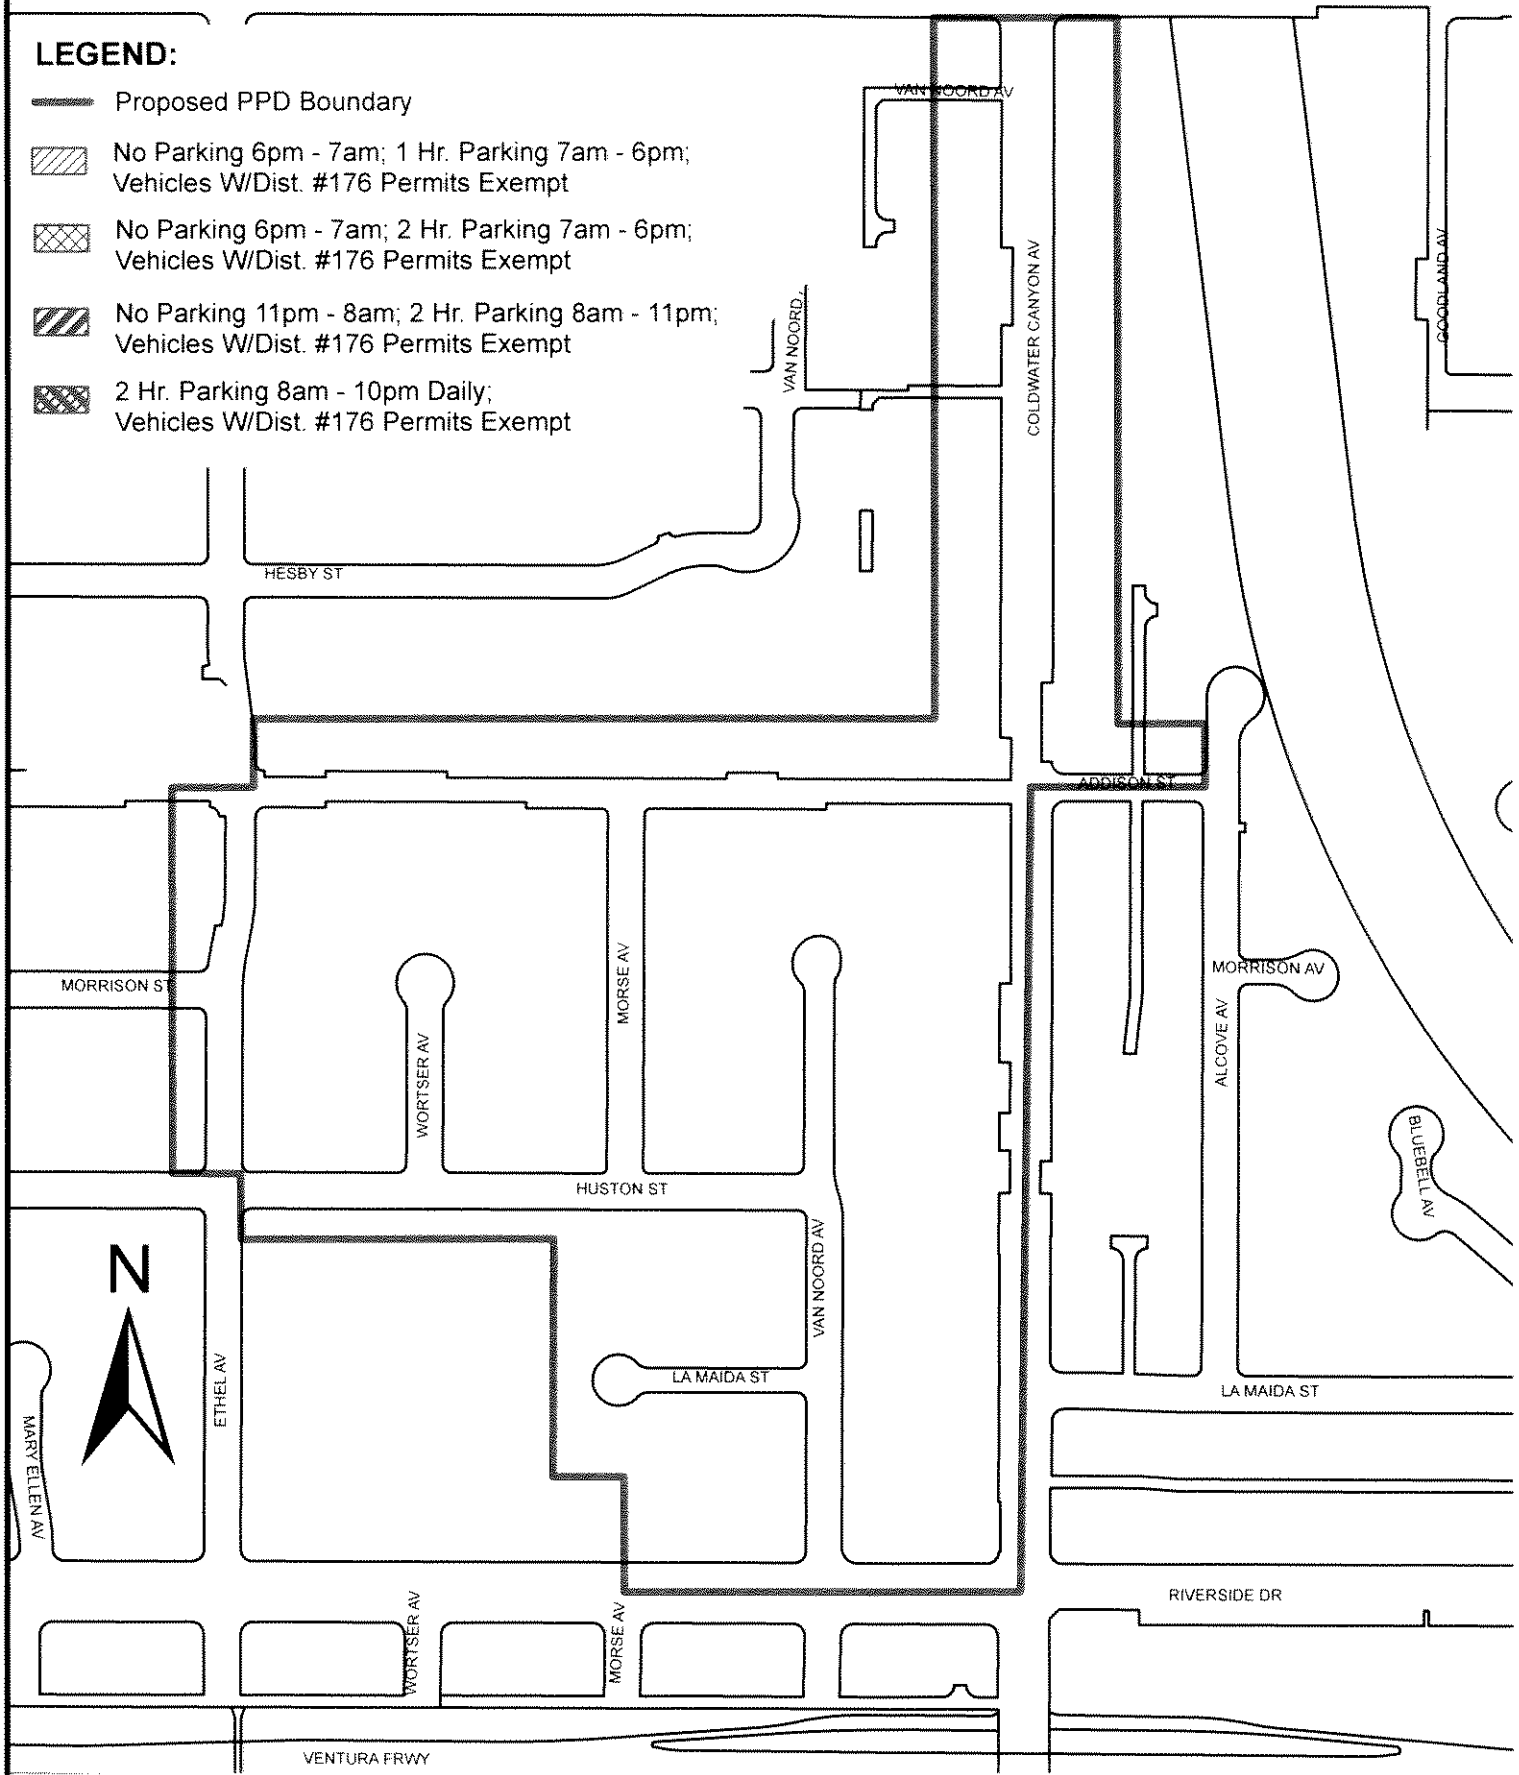 LEGEND:
Proposed PPD Boundary
No Parking 6pm - 7am; 1 Hr. Parking 7am - 6pm;
Vehicles W/Dist. #176 Permits Exempt
No Parking 6pm - 7am; 2 Hr. Parking 7am - 6pm;
Vehicles W/Dist. #176 Permits Exempt
No Parking 11pm - 8am; 2 Hr. Parking 8am - 11pm;
Vehicles W/Dist. #176 Permits Exempt
2 Hr. Parking 8am - 10pm Daily;
Vehicles W/Dist. #176 Permits Exempt
VAN NOORD AV
COLDWATER CANYON AV
GOODLAND AV
VAN NOORD
HESBY ST
ADDISON ST
MORRISON ST
WORTSER AV
MORSE AV
MORRISON AV
ALCOVE AV
BLUEBELL AV
HUSTON ST
VAN NOORD AV
N
ETHEL AV
LA MAIDA ST
LA MAIDA ST
MARY ELLEN AV
WORTSER AV
MORSE AV
RIVERSIDE DR
VENTURA FRWY